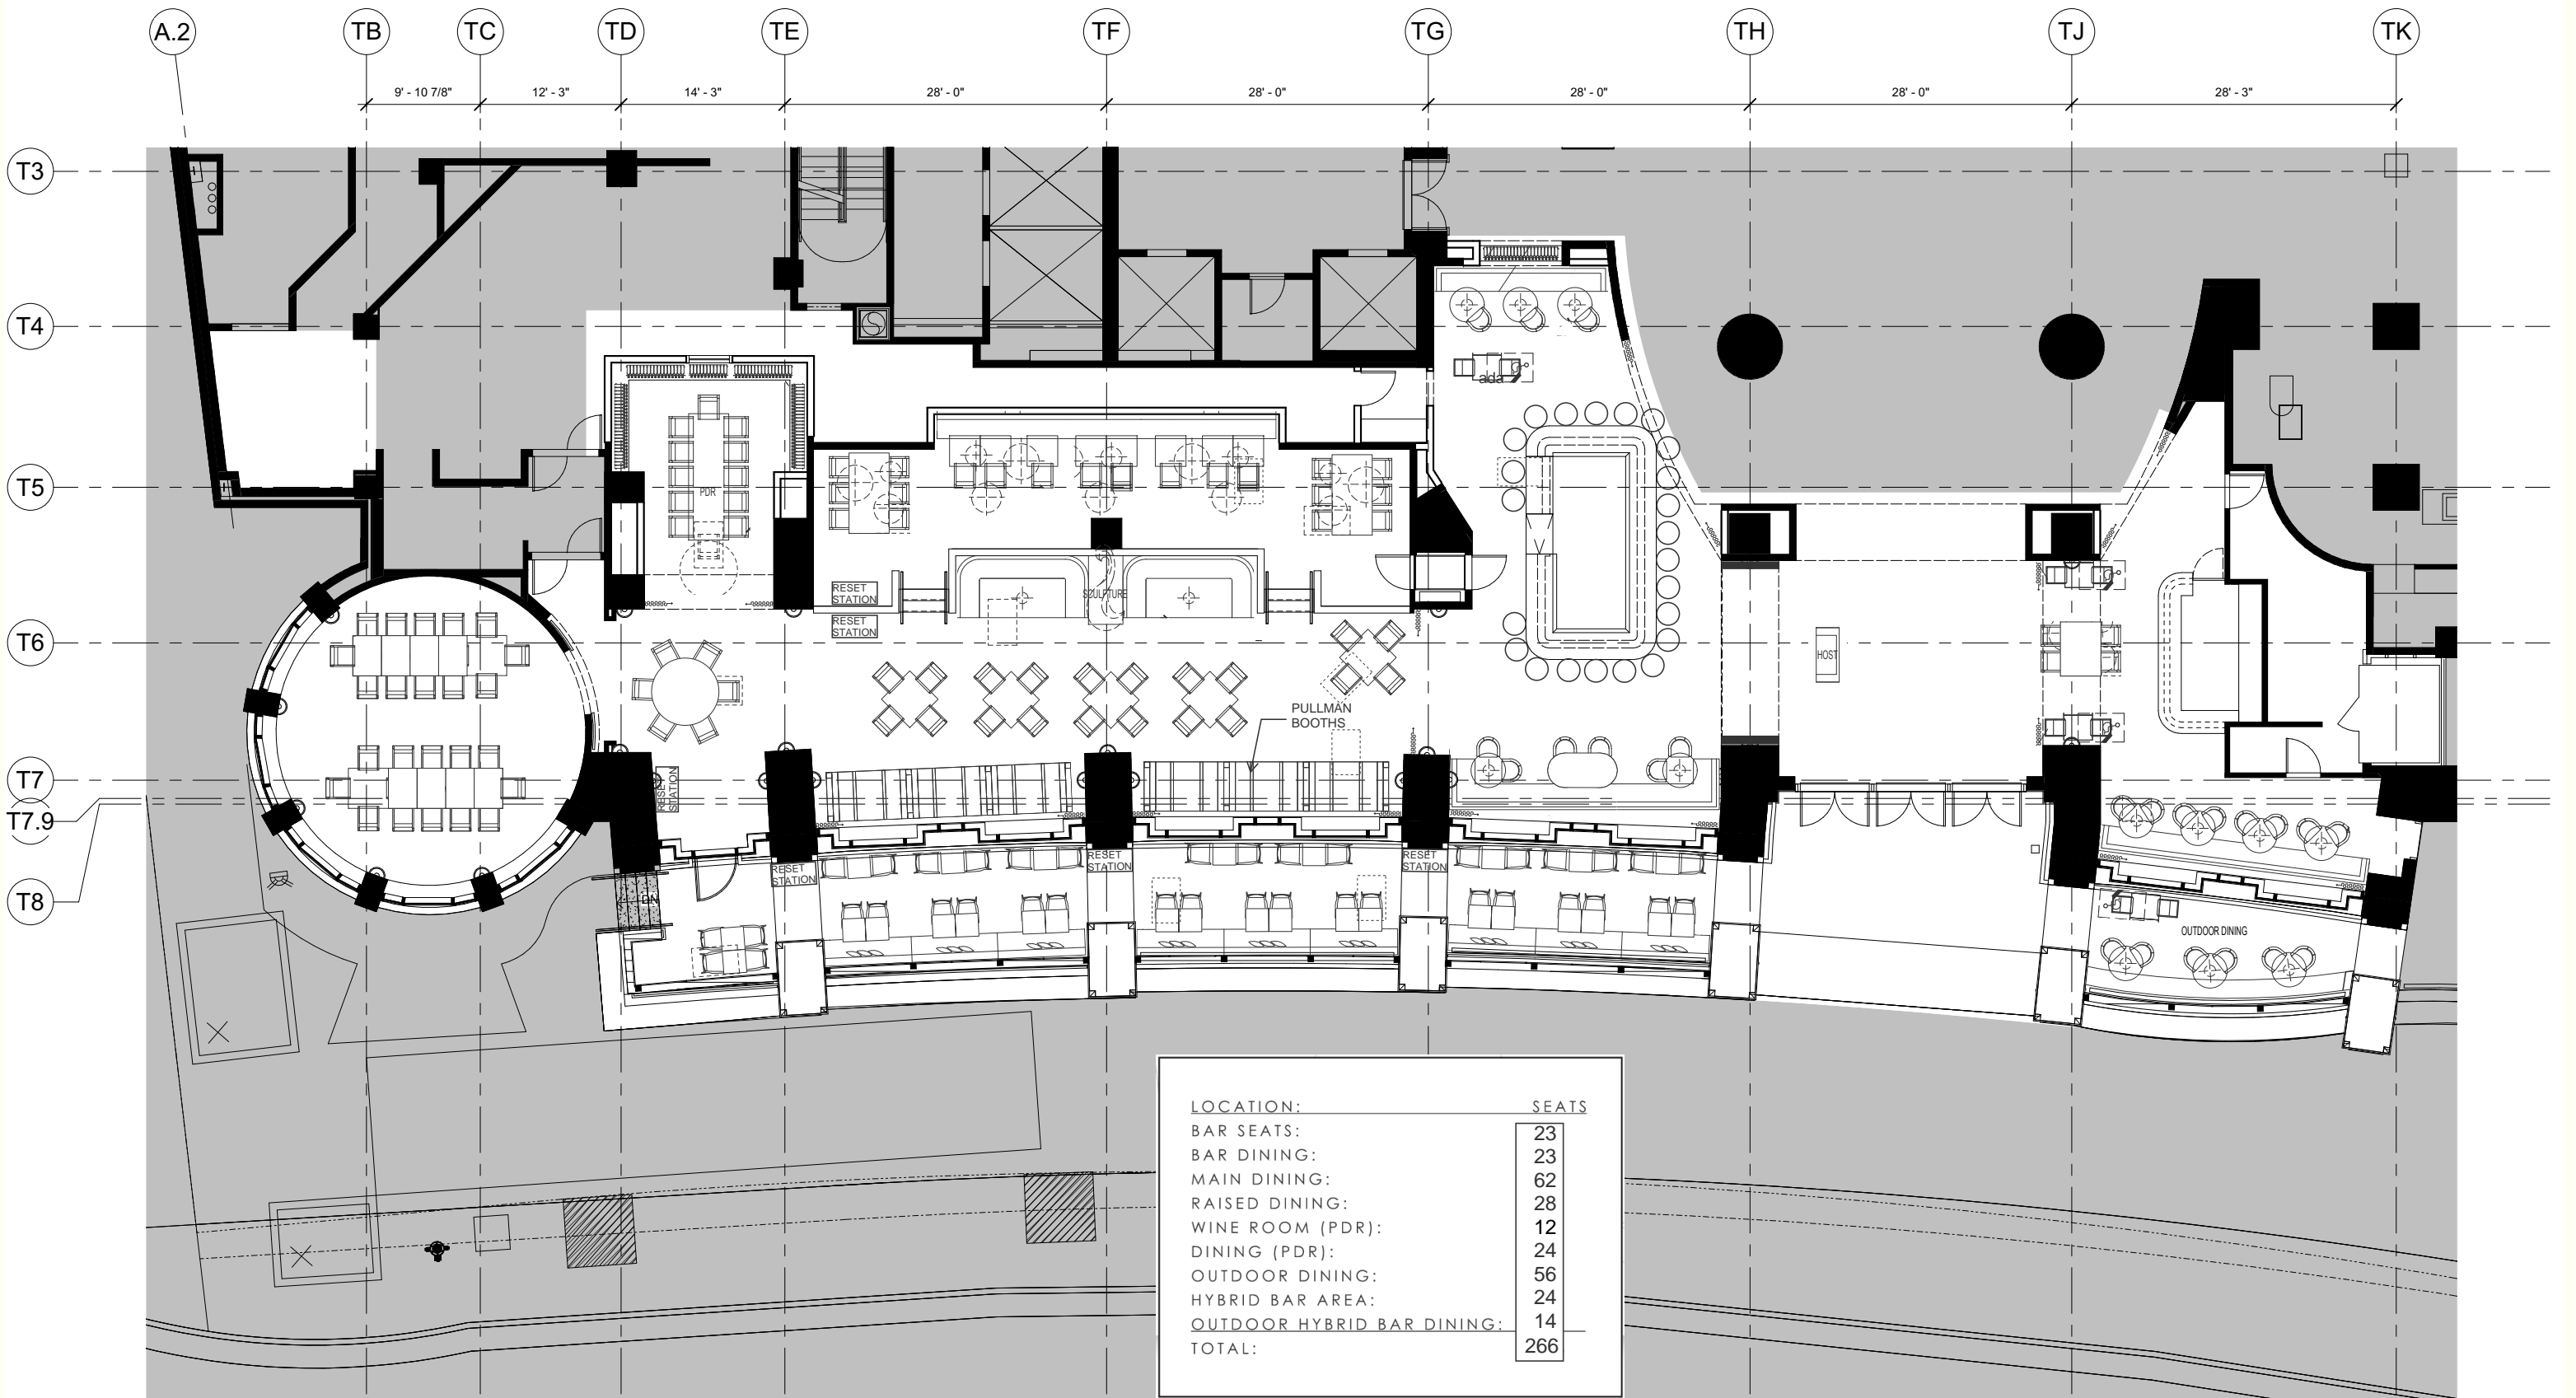 A.2 TB TC TD TE TF TG TH TJ TK
9' - 10 7/8" 12' - 3" 14' - 3" 28' - 0" 28' - 0" 28' - 0" 28' - 0" 28' - 3"
T3
T4
ada
T5
PDR
RESET
STATION
SCULPTURE
RESET
STATION
T6
HOST
PULLMAN
BOOTHS
T7
RESET
STATION
T7.9
RESET
STATION
RESET
STATION
RESET
STATION
T8
DN
OUTDOOR DINING
LOCATION: SEATS
BAR SEATS: 23
BAR DINING: 23
MAIN DINING: 62
RAISED DINING: 28
WINE ROOM (PDR): 12
DINING (PDR): 24
OUTDOOR DINING: 56
HYBRID BAR AREA: 24
OUTDOOR HYBRID BAR DINING: 14
TOTAL: 266